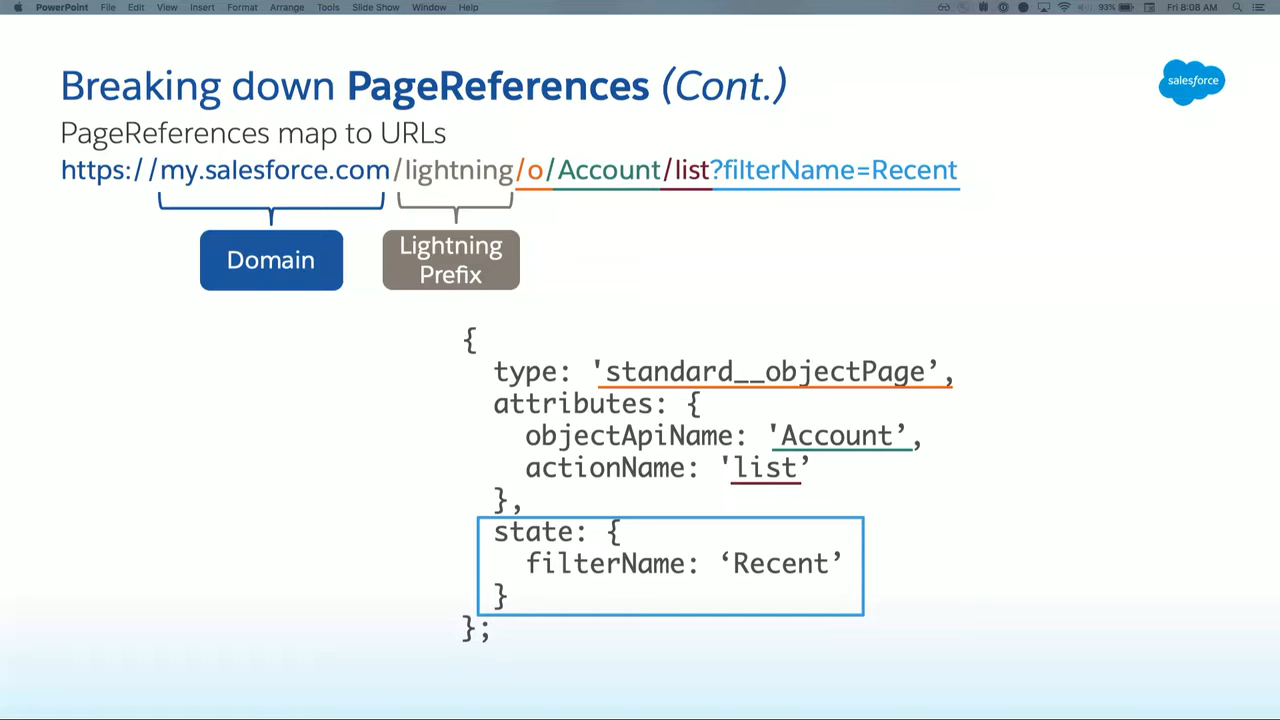 PowerPoint File Edit View Insert Format Arrange Tools Slide Show Window Help 93% Fri 8:08 AM
Breaking down PageReferences (Cont.)
salesforce
PageReferences map to URLs
https://my.salesforce.com/lightning/o/Account/list?filterName=Recent
Domain
Lightning
Prefix
{
type: 'standard__objectPage’,
attributes: {
objectApiName: 'Account’,
actionName: 'list’
},
state: {
filterName: ‘Recent’
}
};